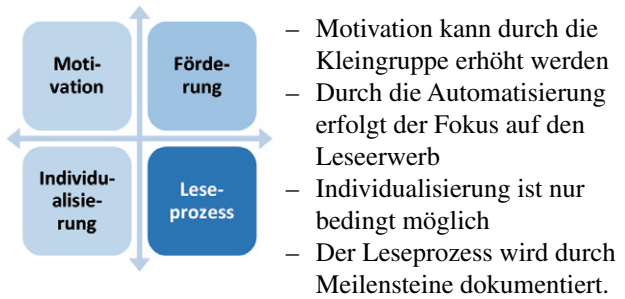 Moti-
vation
Förde-
rung
Individu-
alisie-
rung
Lese-
prozess
– Motivation kann durch die
Kleingruppe erhöht werden
– Durch die Automatisierung
erfolgt der Fokus auf den
Leseerwerb
– Individualisierung ist nur
bedingt möglich
– Der Leseprozess wird durch
Meilensteine dokumentiert.